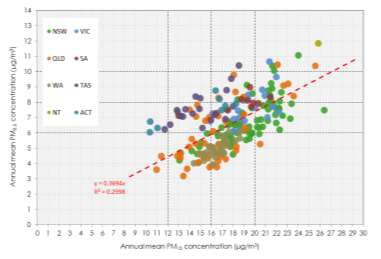 Annual mean PM2.5 concentration (µg/m³)
14
13
12
11
10
9
8
7
6
5
4
3
2
1
0
NSW VIC
QLD SA
WA TAS
NT ACT
y = 0.3694x
R² = 0.2998
0 1 2 3 4 5 6 7 8 9 10 11 12 13 14 15 16 17 18 19 20 21 22 23 24 25 26 27 28 29 30
Annual mean PM10 concentration (µg/m³)